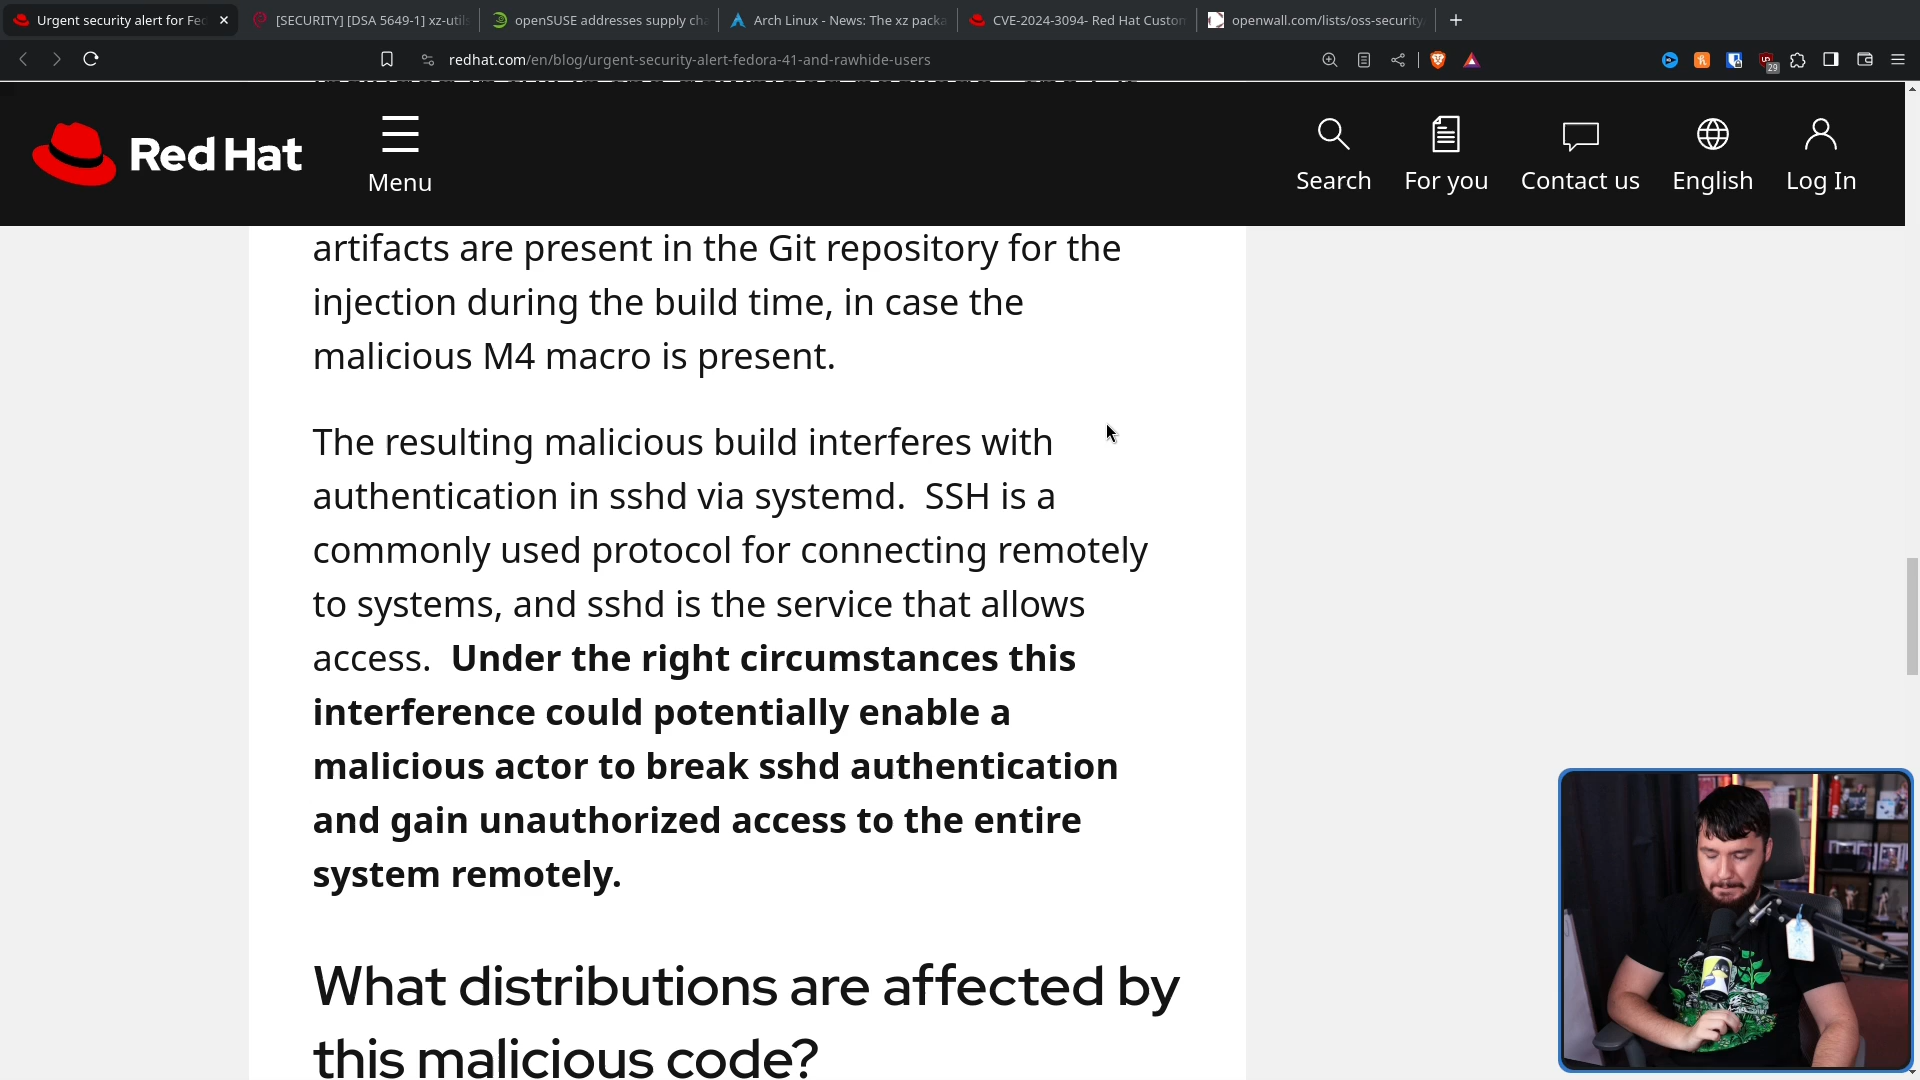 Urgent security alert for Fed
[SECURITY] [DSA 5649-1] xz-utils
openSUSE addresses supply cha
Arch Linux - News: The xz packa
CVE-2024-3094- Red Hat Custom
openwall.com/lists/oss-security
redhat.com/en/blog/urgent-security-alert-fedora-41-and-rawhide-users
29
Red Hat
Menu
Search
For you
Contact us
English
Log In
artifacts are present in the Git repository for the
injection during the build time, in case the
malicious M4 macro is present.
The resulting malicious build interferes with
authentication in sshd via systemd.  SSH is a
commonly used protocol for connecting remotely
to systems, and sshd is the service that allows
access.  Under the right circumstances this
interference could potentially enable a
malicious actor to break sshd authentication
and gain unauthorized access to the entire
system remotely.
What distributions are affected by
this malicious code?